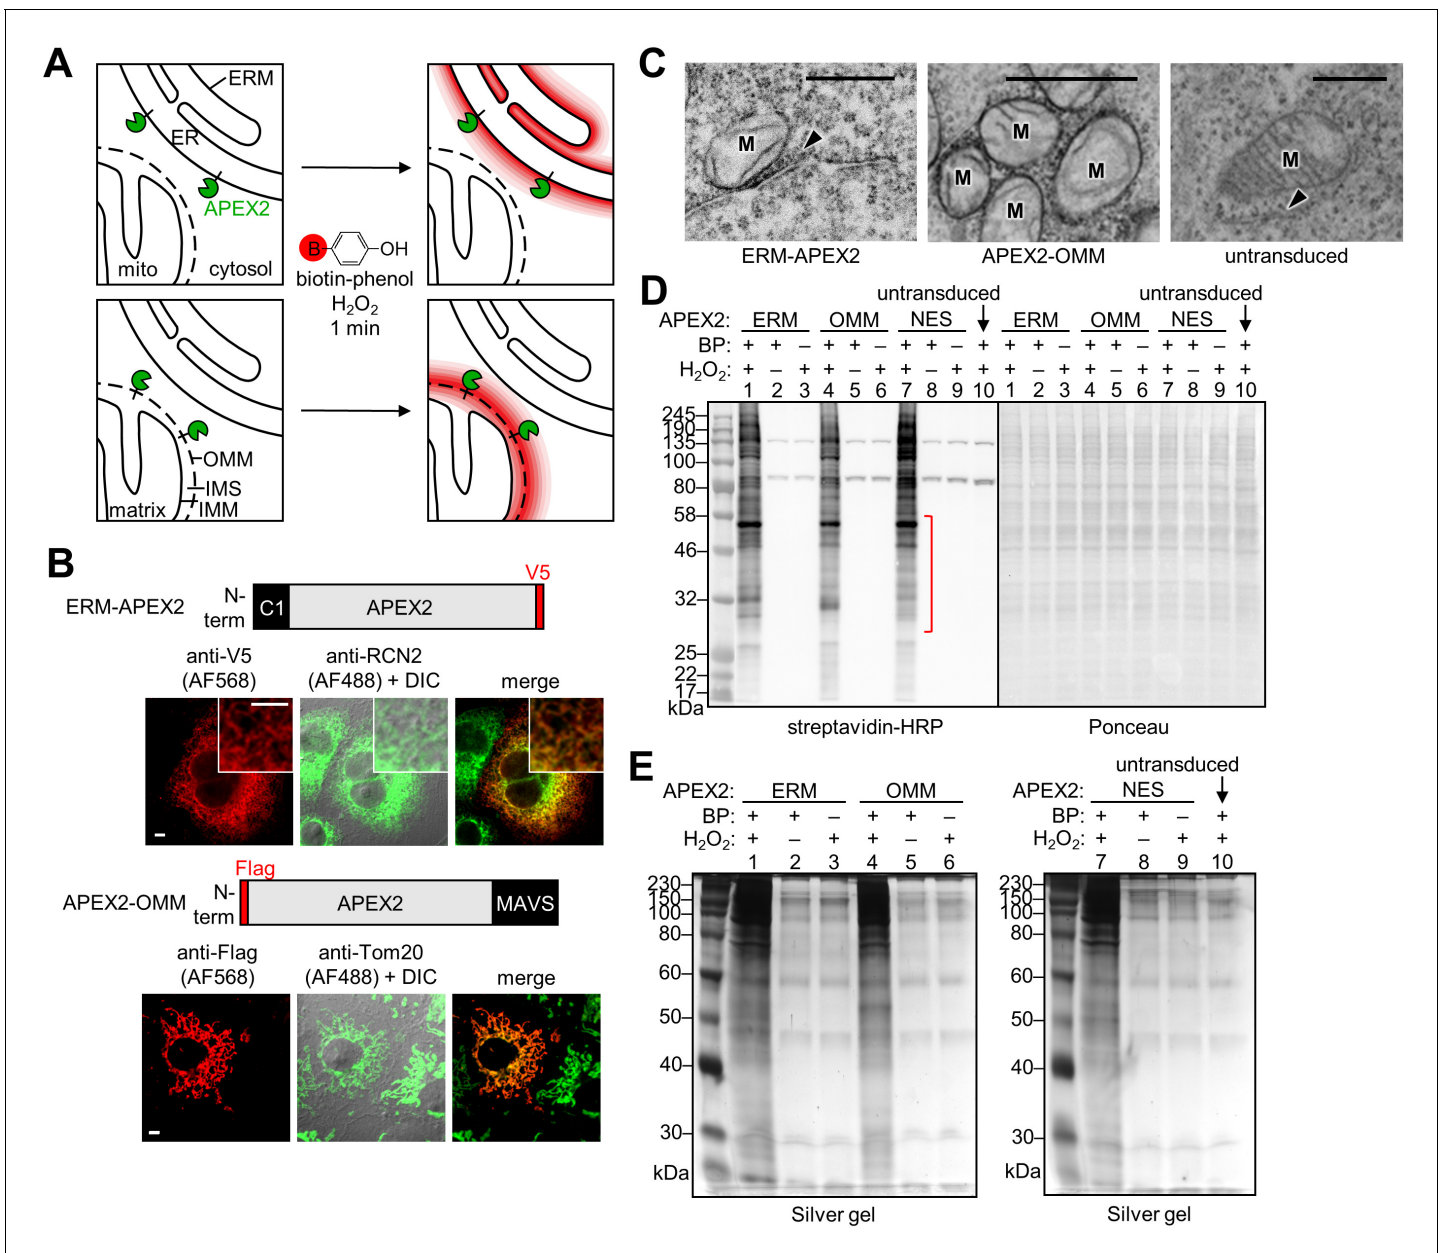 A
ERM
ER
APEX2
mito
cytosol
B
OH
biotin-phenol
H2O2
1 min
OMM
IMS
IMM
matrix
B
ERM-APEX2
N-
term
C1
APEX2
V5
anti-V5
(AF568)
anti-RCN2
(AF488) + DIC
merge
APEX2-OMM
Flag
N-
term
APEX2
MAVS
anti-Flag
(AF568)
anti-Tom20
(AF488) + DIC
merge
C
M
M
M
M
M
M
ERM-APEX2
APEX2-OMM
untransduced
D
untransduced
untransduced
APEX2: ERM OMM NES ERM OMM NES
BP: + + – + + – + + – + + + – + + – + + – +
H2O2: + – + + – + + – + + + – + + – + + – + +
1 2 3 4 5 6 7 8 9 10 1 2 3 4 5 6 7 8 9 10
245
190
135
100
80
58
46
32
25
22
17
kDa
streptavidin-HRP
Ponceau
E
APEX2: ERM OMM
BP: + + – + + –
H2O2: + – + + – +
1 2 3 4 5 6
230
150
100
80
60
50
40
30
kDa
Silver gel
untransduced
APEX2: NES
BP: + + – +
H2O2: + – + +
7 8 9 10
230
150
100
80
60
50
40
30
kDa
Silver gel